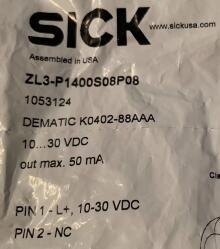 SICK
www.sickusa.com
Assembled in USA
ZL3-P1400S08P08
1053124
DEMATIC K0402-88AAA
10...30 VDC
out max. 50 mA
Cla
PIN 1 - L+, 10-30 VDC
PIN 2 - NC